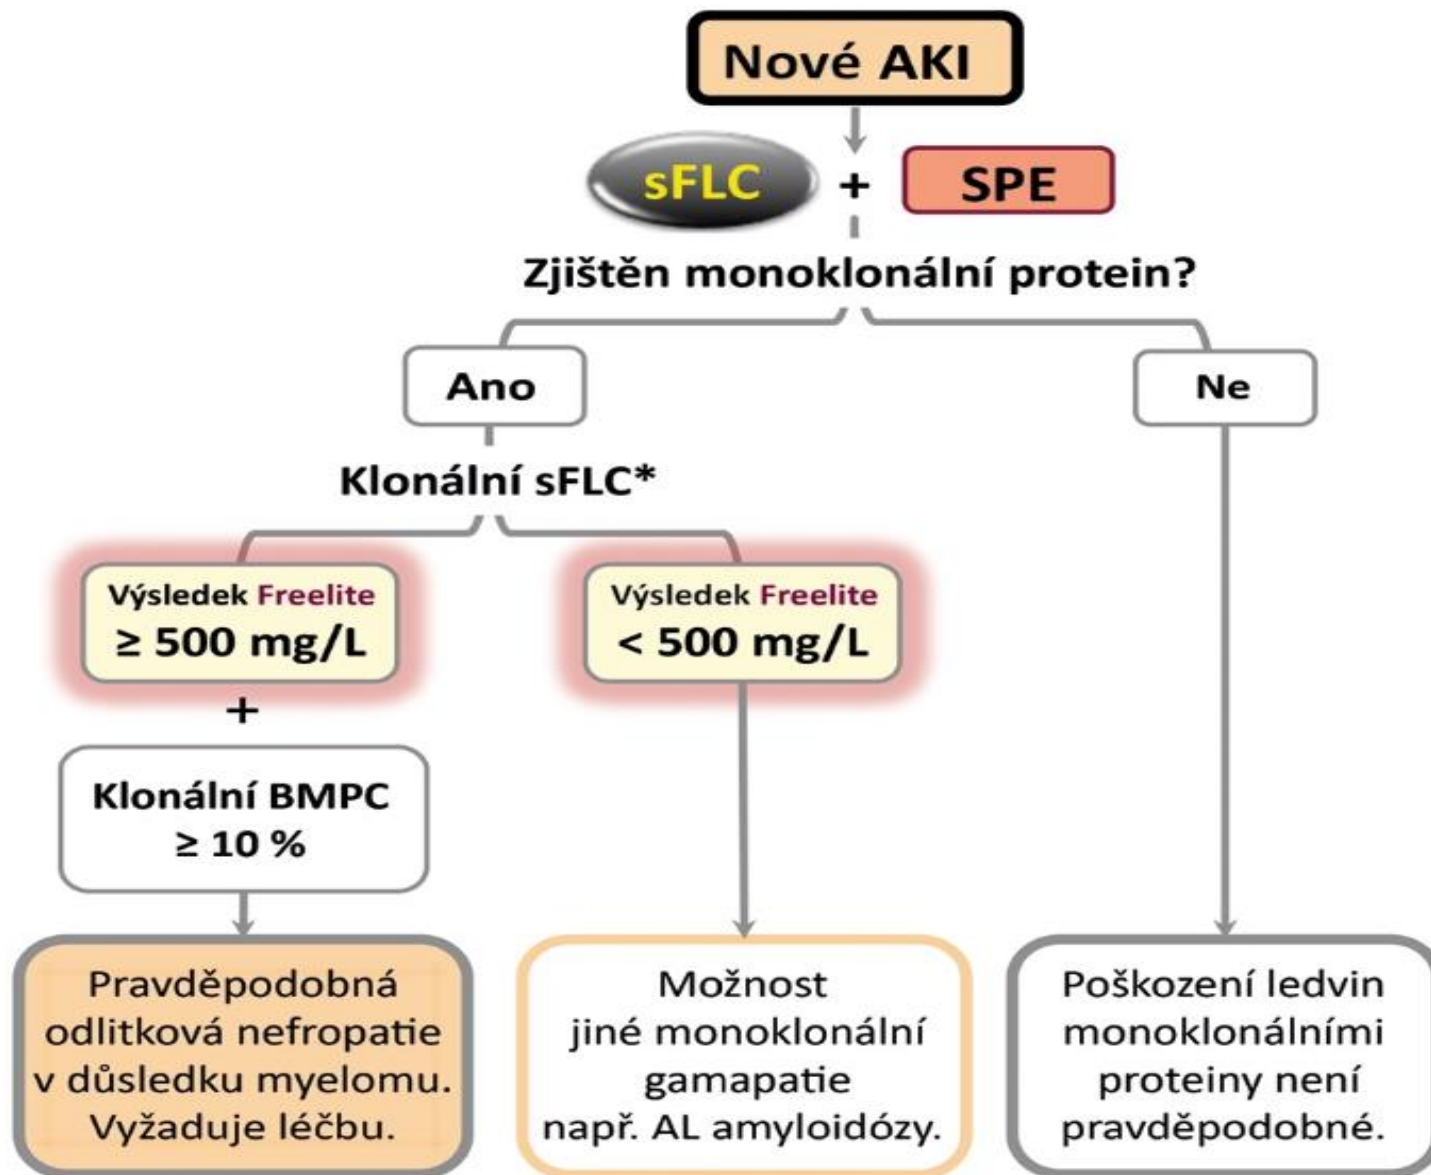 Nové AKI
sFLC + SPE
Zjištěn monoklonální protein?
Ano
Ne
Klonální sFLC*
Výsledek Freelite
≥ 500 mg/L
Výsledek Freelite
< 500 mg/L
+
Klonální BMPC
≥ 10 %
Pravděpodobná
odlitková nefropatie
v důsledku myelomu.
Vyžaduje léčbu.
Možnost
jiné monoklonální
gamapatie
např. AL amyloidózy.
Poškození ledvin
monoklonálními
proteiny není
pravděpodobné.